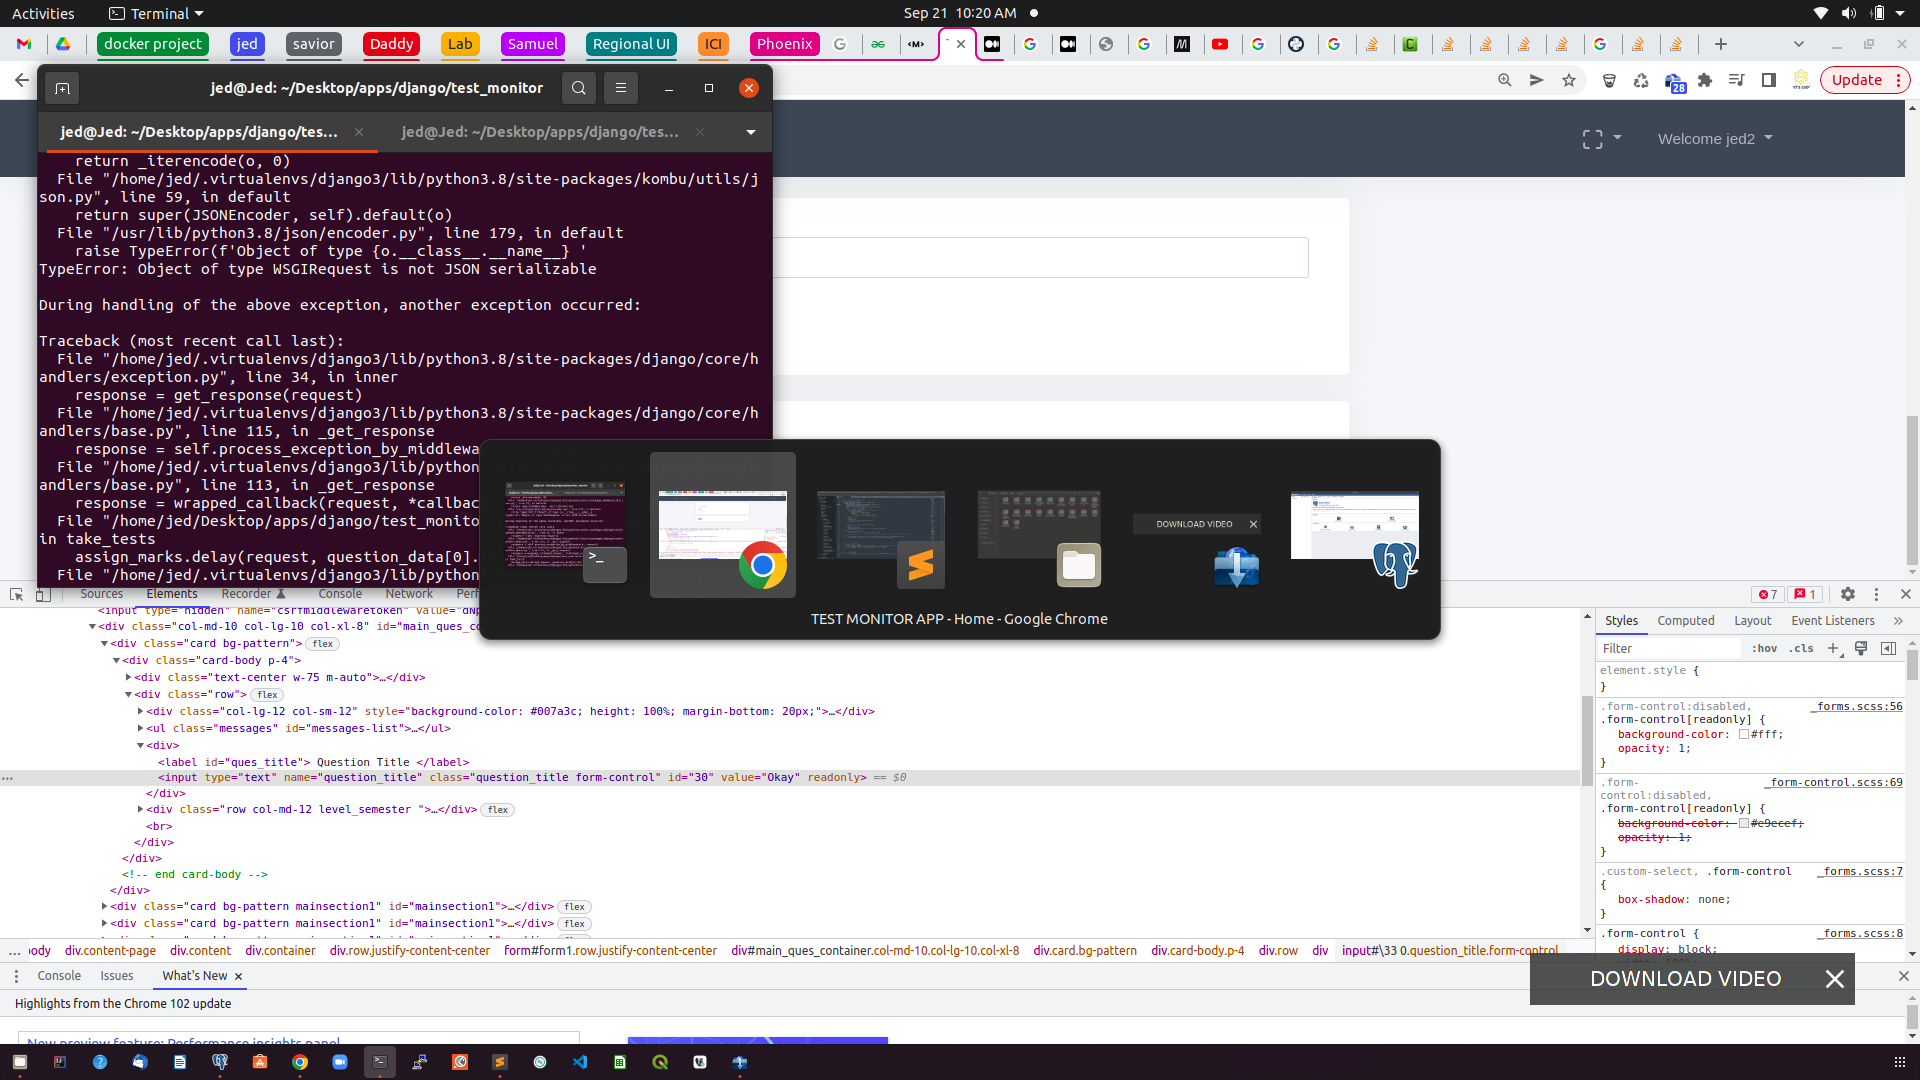 Activities
Terminal
Sep 21 10:20 AM
docker project
jed
savior
Daddy
Lab
Samuel
Regional UI
ICI
Phoenix
28
Update
jed@Jed: ~/Desktop/apps/django/test_monitor
jed@Jed: ~/Desktop/apps/django/tes...
jed@Jed: ~/Desktop/apps/django/tes...
Welcome jed2
return _iterencode(o, 0)
File "/home/jed/.virtualenvs/django3/lib/python3.8/site-packages/kombu/utils/j
son.py", line 59, in default
return super(JSONEncoder, self).default(o)
File "/usr/lib/python3.8/json/encoder.py", line 179, in default
raise TypeError(f'Object of type {o.__class__.__name__} '
TypeError: Object of type WSGIRequest is not JSON serializable
During handling of the above exception, another exception occurred:
Traceback (most recent call last):
File "/home/jed/.virtualenvs/django3/lib/python3.8/site-packages/django/core/h
andlers/exception.py", line 34, in inner
response = get_response(request)
File "/home/jed/.virtualenvs/django3/lib/python3.8/site-packages/django/core/h
andlers/base.py", line 115, in _get_response
response = self.process_exception_by_middlewa
File "/home/jed/.virtualenvs/django3/lib/python
andlers/base.py", line 113, in _get_response
response = wrapped_callback(request, *callbac
File "/home/jed/Desktop/apps/django/test_monito
in take_tests
assign_marks.delay(request, question_data[0].
File "/home/jed/.virtualenvs/django3/lib/python
DOWNLOAD VIDEO
TEST MONITOR APP - Home - Google Chrome
Sources
Elements
Recorder
Console
Network
7
1
<input type="hidden" name="csrfmiddlewaretoken" value="dNp
<div class="col-md-10 col-lg-10 col-xl-8" id="main_ques_c
<div class="card bg-pattern"> flex
<div class="card-body p-4">
<div class="text-center w-75 m-auto">…</div>
<div class="row"> flex
<div class="col-lg-12 col-sm-12" style="background-color: #007a3c; height: 100%; margin-bottom: 20px;">…</div>
<ul class="messages" id="messages-list">…</ul>
<div>
<label id="ques_title"> Question Title </label>
<input type="text" name="question_title" class="question_title form-control" id="30" value="Okay" readonly> == $0
</div>
<div class="row col-md-12 level_semester ">…</div> flex
<br>
</div>
</div>
<!-- end card-body -->
</div>
<div class="card bg-pattern mainsection1" id="mainsection1">…</div> flex
<div class="card bg-pattern mainsection1" id="mainsection1">…</div> flex
Styles
Computed
Layout
Event Listeners
Filter
:hov
.cls
element.style {
}
.form-control:disabled, _forms.scss:56
.form-control[readonly] {
background-color: #fff;
opacity: 1;
}
.form- _form-control.scss:69
control:disabled,
.form-control[readonly] {
background-color: #e9ecef;
opacity: 1;
}
.custom-select, .form-control _forms.scss:7
{
box-shadow: none;
}
.form-control { _forms.scss:8
display: block;
... body div.content-page div.content div.container div.row.justify-content-center form#form1.row.justify-content-center div#main_ques_container.col-md-10.col-lg-10.col-xl-8 div.card.bg-pattern div.card-body.p-4 div.row div input#\33 0.question_title.form-control
Console
Issues
What's New
DOWNLOAD VIDEO
Highlights from the Chrome 102 update
New preview feature: Performance insights panel